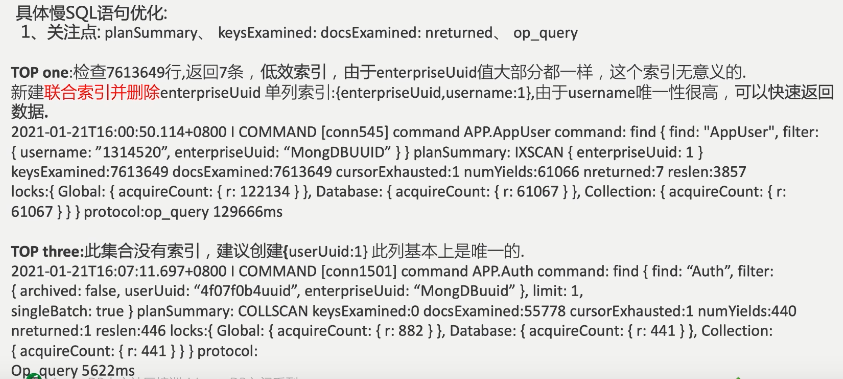 具体慢SQL语句优化:
1、关注点: planSummary、 keysExamined: docsExamined: nreturned、 op_query
TOP one:检查7613649行,返回7条，低效索引，由于enterpriseUuid值大部分都一样，这个索引无意义的.
新建联合索引并删除enterpriseUuid 单列索引:{enterpriseUuid,username:1},由于username唯一性很高，可以快速返回
数据.
2021-01-21T16:00:50.114+0800 I COMMAND [conn545] command APP.AppUser command: find { find: "AppUser", filter:
{ username: ”1314520”, enterpriseUuid: “MongDBUUID” } } planSummary: IXSCAN { enterpriseUuid: 1 }
keysExamined:7613649 docsExamined:7613649 cursorExhausted:1 numYields:61066 nreturned:7 reslen:3857
locks:{ Global: { acquireCount: { r: 122134 } }, Database: { acquireCount: { r: 61067 } }, Collection: { acquireCount: { r:
61067 } } } protocol:op_query 129666ms
TOP three:此集合没有索引，建议创建{userUuid:1} 此列基本上是唯一的.
2021-01-21T16:07:11.697+0800 I COMMAND [conn1501] command APP.Auth command: find { find: “Auth”, filter:
{ archived: false, userUuid: “4f07f0b4uuid”, enterpriseUuid: “MongDBuuid” }, limit: 1,
singleBatch: true } planSummary: COLLSCAN keysExamined:0 docsExamined:55778 cursorExhausted:1 numYields:440
nreturned:1 reslen:446 locks:{ Global: { acquireCount: { r: 882 } }, Database: { acquireCount: { r: 441 } }, Collection:
{ acquireCount: { r: 441 } } } protocol:
Op_query 5622ms